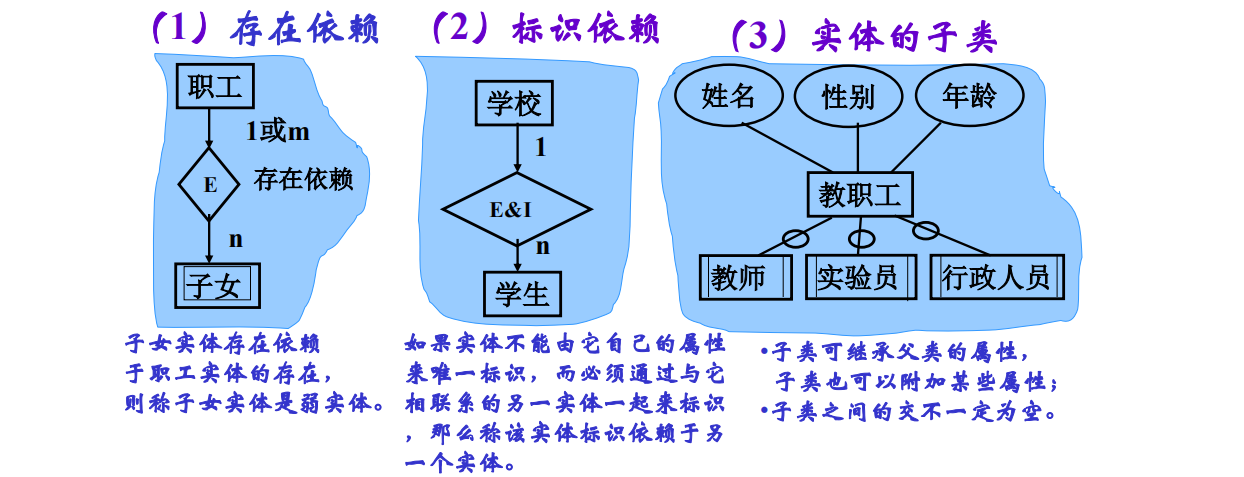 （1）存在依赖
职工
1或m
E
存在依赖
n
子女
子女实体存在依赖
于职工实体的存在，
则称子女实体是弱实体。
（2）标识依赖
学校
1
E&I
n
学生
如果实体不能由它自己的属性
来唯一标识，而必须通过与它
相联系的另一实体一起来标识
，那么称该实体标识依赖于另
一个实体。
（3）实体的子类
姓名
性别
年龄
教职工
教师
实验员
行政人员
•子类可继承父类的属性，
子类也可以附加某些属性；
•子类之间的交不一定为空。